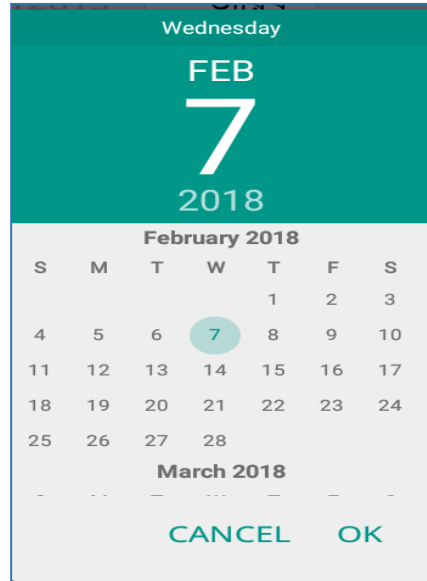 Wednesday
FEB
7
2018
February 2018
S M T W T F S
1 2 3
4 5 6 7 8 9 10
11 12 13 14 15 16 17
18 19 20 21 22 23 24
25 26 27 28
March 2018
CANCEL OK